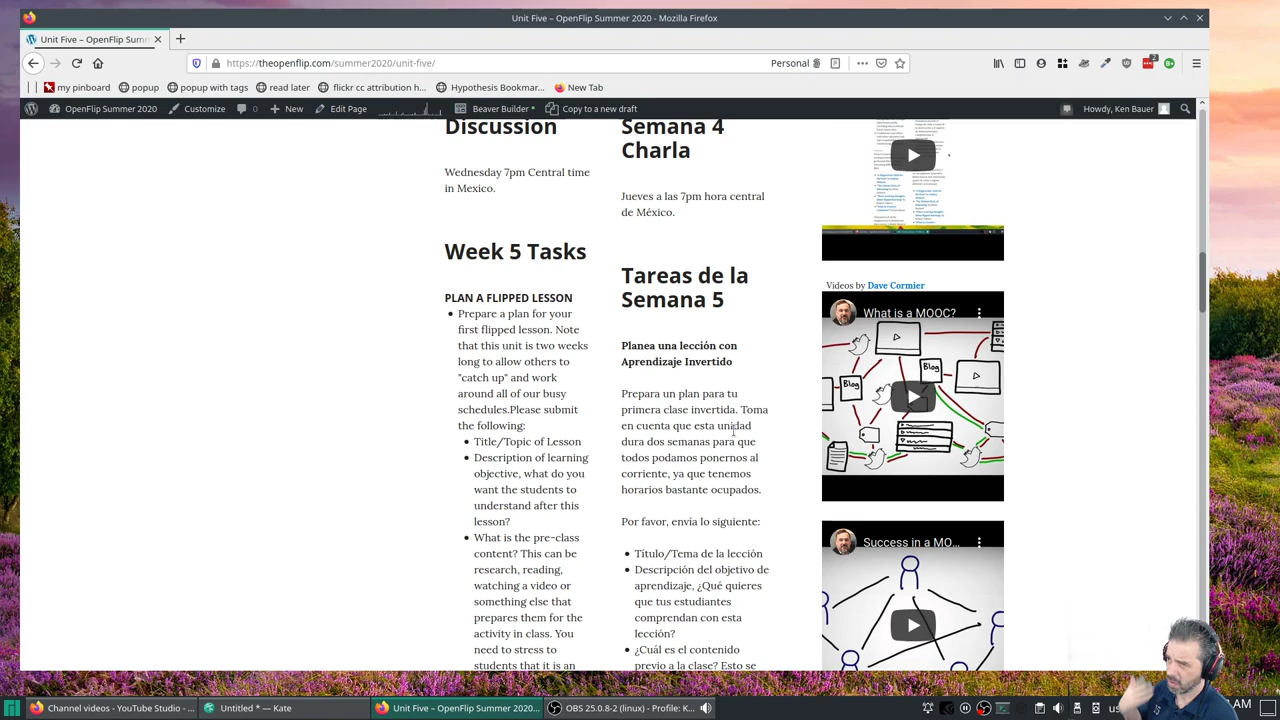 Unit Five – OpenFlip Summer 2020 - Mozilla Firefox
Unit Five – OpenFlip Summ
https://theopenflip.com/summer2020/unit-five/
Personal
my pinboard
popup
popup with tags
read later
flickr cc attribution h...
Hypothesis Bookmar...
New Tab
OpenFlip Summer 2020
Customize
0
New
Edit Page
Beaver Builder
Copy to a new draft
Howdy, Ken Bauer
Discussion
Wednesday 7pm Central time
in Mexico
Week 5 Tasks
PLAN A FLIPPED LESSON
Prepare a plan for your
first flipped lesson. Note
that this unit is two weeks
long to allow others to
"catch up" and work
around all of our busy
schedules.Please submit
the following:
Title/Topic of Lesson
Description of learning
objective, what do you
want the students to
understand after this
lesson?
What is the pre-class
content? This can be
research, reading,
watching a video or
something else that
prepares them for the
activity in class. You
need to stress to
students that it is an
Semana 4
Charla
7pm hora central
de Mexico
Tareas de la
Semana 5
Planea una lección con
Aprendizaje Invertido
Prepara un plan para tu
primera clase invertida. Toma
en cuenta que esta unidad
dura dos semanas para que
todos podamos ponernos al
corriente, ya que tenemos
horarios bastante ocupados.
Por favor, envia lo siguiente:
Título/Tema de la lección
Descripción del objetivo de
aprendizaje, ¿Qué quieres
que tus estudiantes
comprendan con esta
lección?
¿Cuál es el contenido
previo a la clase? Esto se
Videos by Dave Cormier
What is a MOOC?
Blog
Blog
Success in a MO...
Channel videos - YouTube Studio - ...
Untitled * — Kate
Unit Five – OpenFlip Summer 2020...
OBS 25.0.8-2 (linux) - Profile: K...
AM